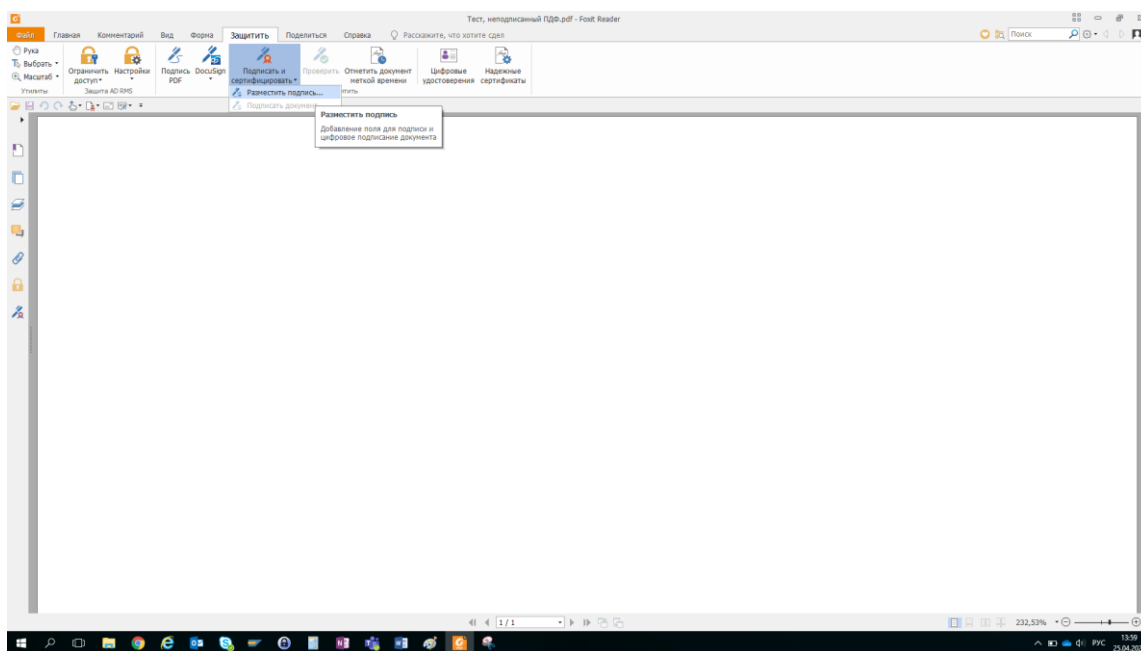 Тест, неподписанный ПДФ.pdf - Foxit Reader
Файл Главная Комментарий Вид Форма Защитить Поделиться Справка Расскажите, что хотите сдел Поиск
Рука
Выбрать
Масштаб
Утилиты
Ограничить доступ
Настройки
Защита AD RMS
Подпись PDF
DocuSign
Подписать и сертифицировать
Проверить
Отметить документ меткой времени
Цифровые удостоверения
Надежные сертификаты
Разместить подпись...
Подписать документ
Разместить подпись
Добавление поля для подписи и
цифровое подписание документа
1 / 1
232,53%
РУС
13:59